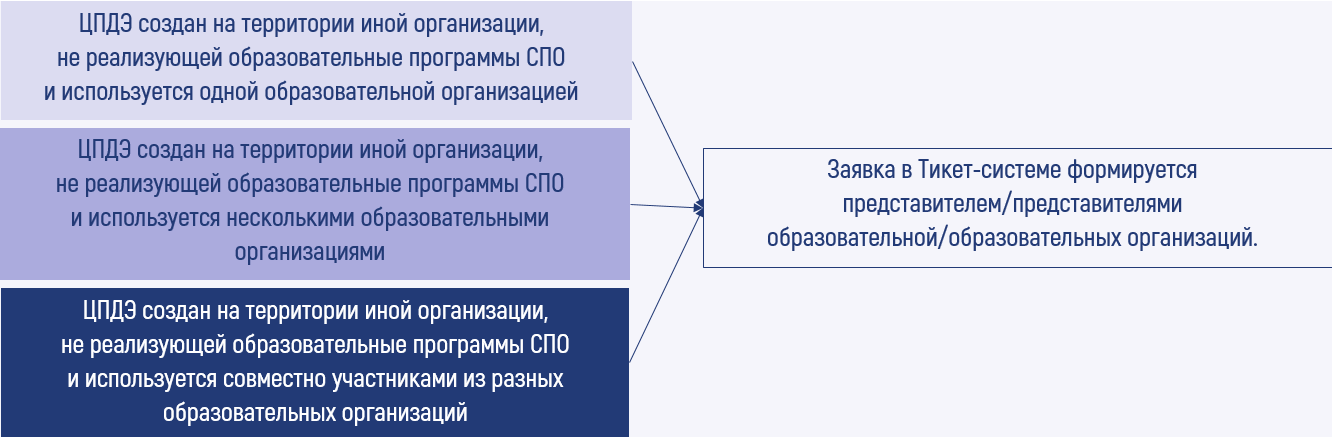 ЦПДЭ создан на территории иной организации,
не реализующей образовательные программы СПО
и используется одной образовательной организацией
ЦПДЭ создан на территории иной организации,
не реализующей образовательные программы СПО
и используется несколькими образовательными
организациями
ЦПДЭ создан на территории иной организации,
не реализующей образовательные программы СПО
и используется совместно участниками из разных
образовательных организаций
Заявка в Тикет-системе формируется
представителем/представителями
образовательной/образовательных организаций.